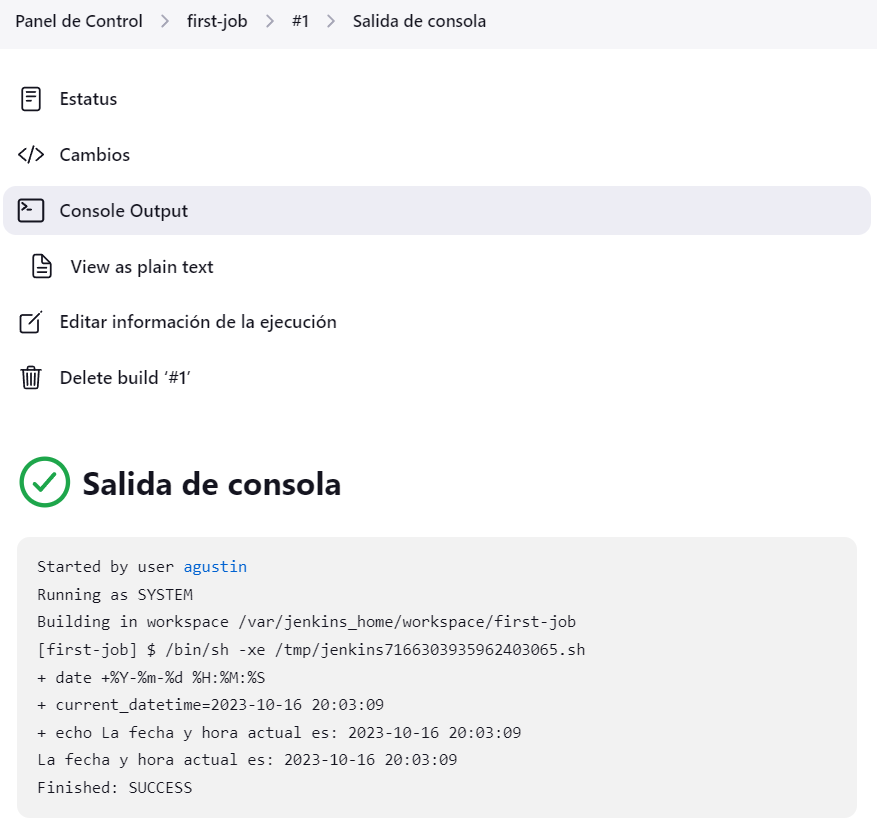 Panel de Control > first-job > #1 > Salida de consola
Estatus
Cambios
Console Output
View as plain text
Editar información de la ejecución
Delete build ‘#1’
Salida de consola
Started by user agustin
Running as SYSTEM
Building in workspace /var/jenkins_home/workspace/first-job
[first-job] $ /bin/sh -xe /tmp/jenkins7166303935962403065.sh
+ date +%Y-%m-%d %H:%M:%S
+ current_datetime=2023-10-16 20:03:09
+ echo La fecha y hora actual es: 2023-10-16 20:03:09
La fecha y hora actual es: 2023-10-16 20:03:09
Finished: SUCCESS